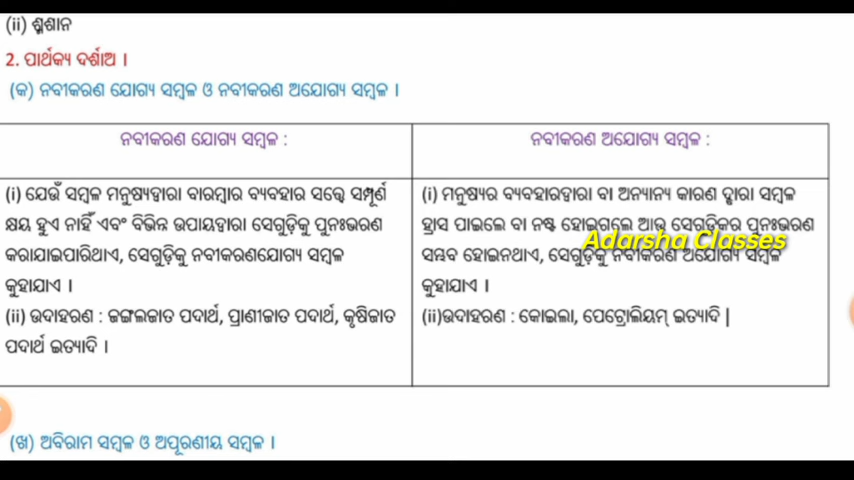 (ii) ଶ୍ମଶାନ
2. ପାର୍ଥକ୍ୟ ଦର୍ଶାଅ ।
(କ) ନବୀକରଣ ଯୋଗ୍ୟ ସମ୍ବଳ ଓ ନବୀକରଣ ଅଯୋଗ୍ୟ ସମ୍ବଳ ।
ନବୀକରଣ ଯୋଗ୍ୟ ସମ୍ବଳ :
(i) ଯେଉଁ ସମ୍ବଳ ମନୁଷ୍ୟଦ୍ୱାରା ବାରମ୍ବାର ବ୍ୟବହାର ସତ୍ତ୍ୱେ ସମ୍ପୂର୍ଣ
କ୍ଷୟ ହୁଏ ନାହିଁ ଏବଂ ବିଭିନ୍ନ ଉପାୟଦ୍ୱାରା ସେଗୁଡ଼ିକୁ ପୁନଃଭରଣ
କରାଯାଇପାରିଥାଏ, ସେଗୁଡ଼ିକୁ ନବୀକରଣଯୋଗ୍ୟ ସମ୍ବଳ
କୁହାଯାଏ ।
(ii) ଉଦାହରଣ : ଜଙ୍ଗଲଜାତ ପଦାର୍ଥ, ପ୍ରାଣୀଜାତ ପଦାର୍ଥ, କୃଷିଜାତ
ପଦାର୍ଥ ଇତ୍ୟାଦି ।
ନବୀକରଣ ଅଯୋଗ୍ୟ ସମ୍ବଳ :
(i) ମନୁଷ୍ୟର ବ୍ୟବହାରଦ୍ୱାରା ବା ଅନ୍ୟାନ୍ୟ କାରଣ ଦ୍ୱାରା ସମ୍ବଳ
ହ୍ରାସ ପାଇଲେ ବା ନଷ୍ଟ ହୋଇଗଲେ ଆଉ ସେଗୁଡ଼ିକର ପୁନଃଭରଣ
Adarsha Classes
ସମ୍ଭବ ହୋଇନଥାଏ, ସେଗୁଡ଼ିକୁ ନବୀକରଣ ଅଯୋଗ୍ୟ ସମ୍ବଳ
କୁହାଯାଏ ।
(ii)ଉଦାହରଣ : କୋଇଲା, ପେଟ୍ରୋଲିୟମ୍ ଇତ୍ୟାଦି |
(ଖ) ଅବିରାମ ସମ୍ବଳ ଓ ଅପୂରଣୀୟ ସମ୍ବଳ ।